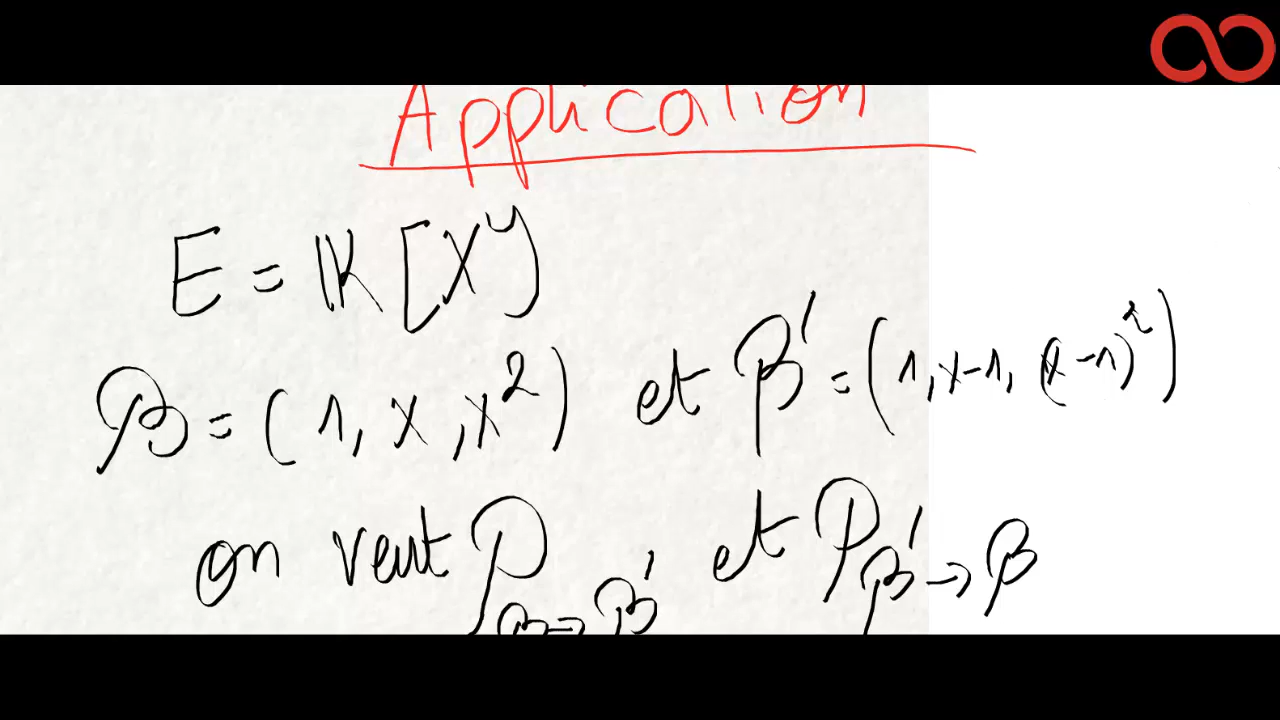 Application
E = 𝕂[X]
B = (1, X, X²) et B' = (1, X-1, (X-1)²)
on veut P_{B→B'} et P_{B'→B}